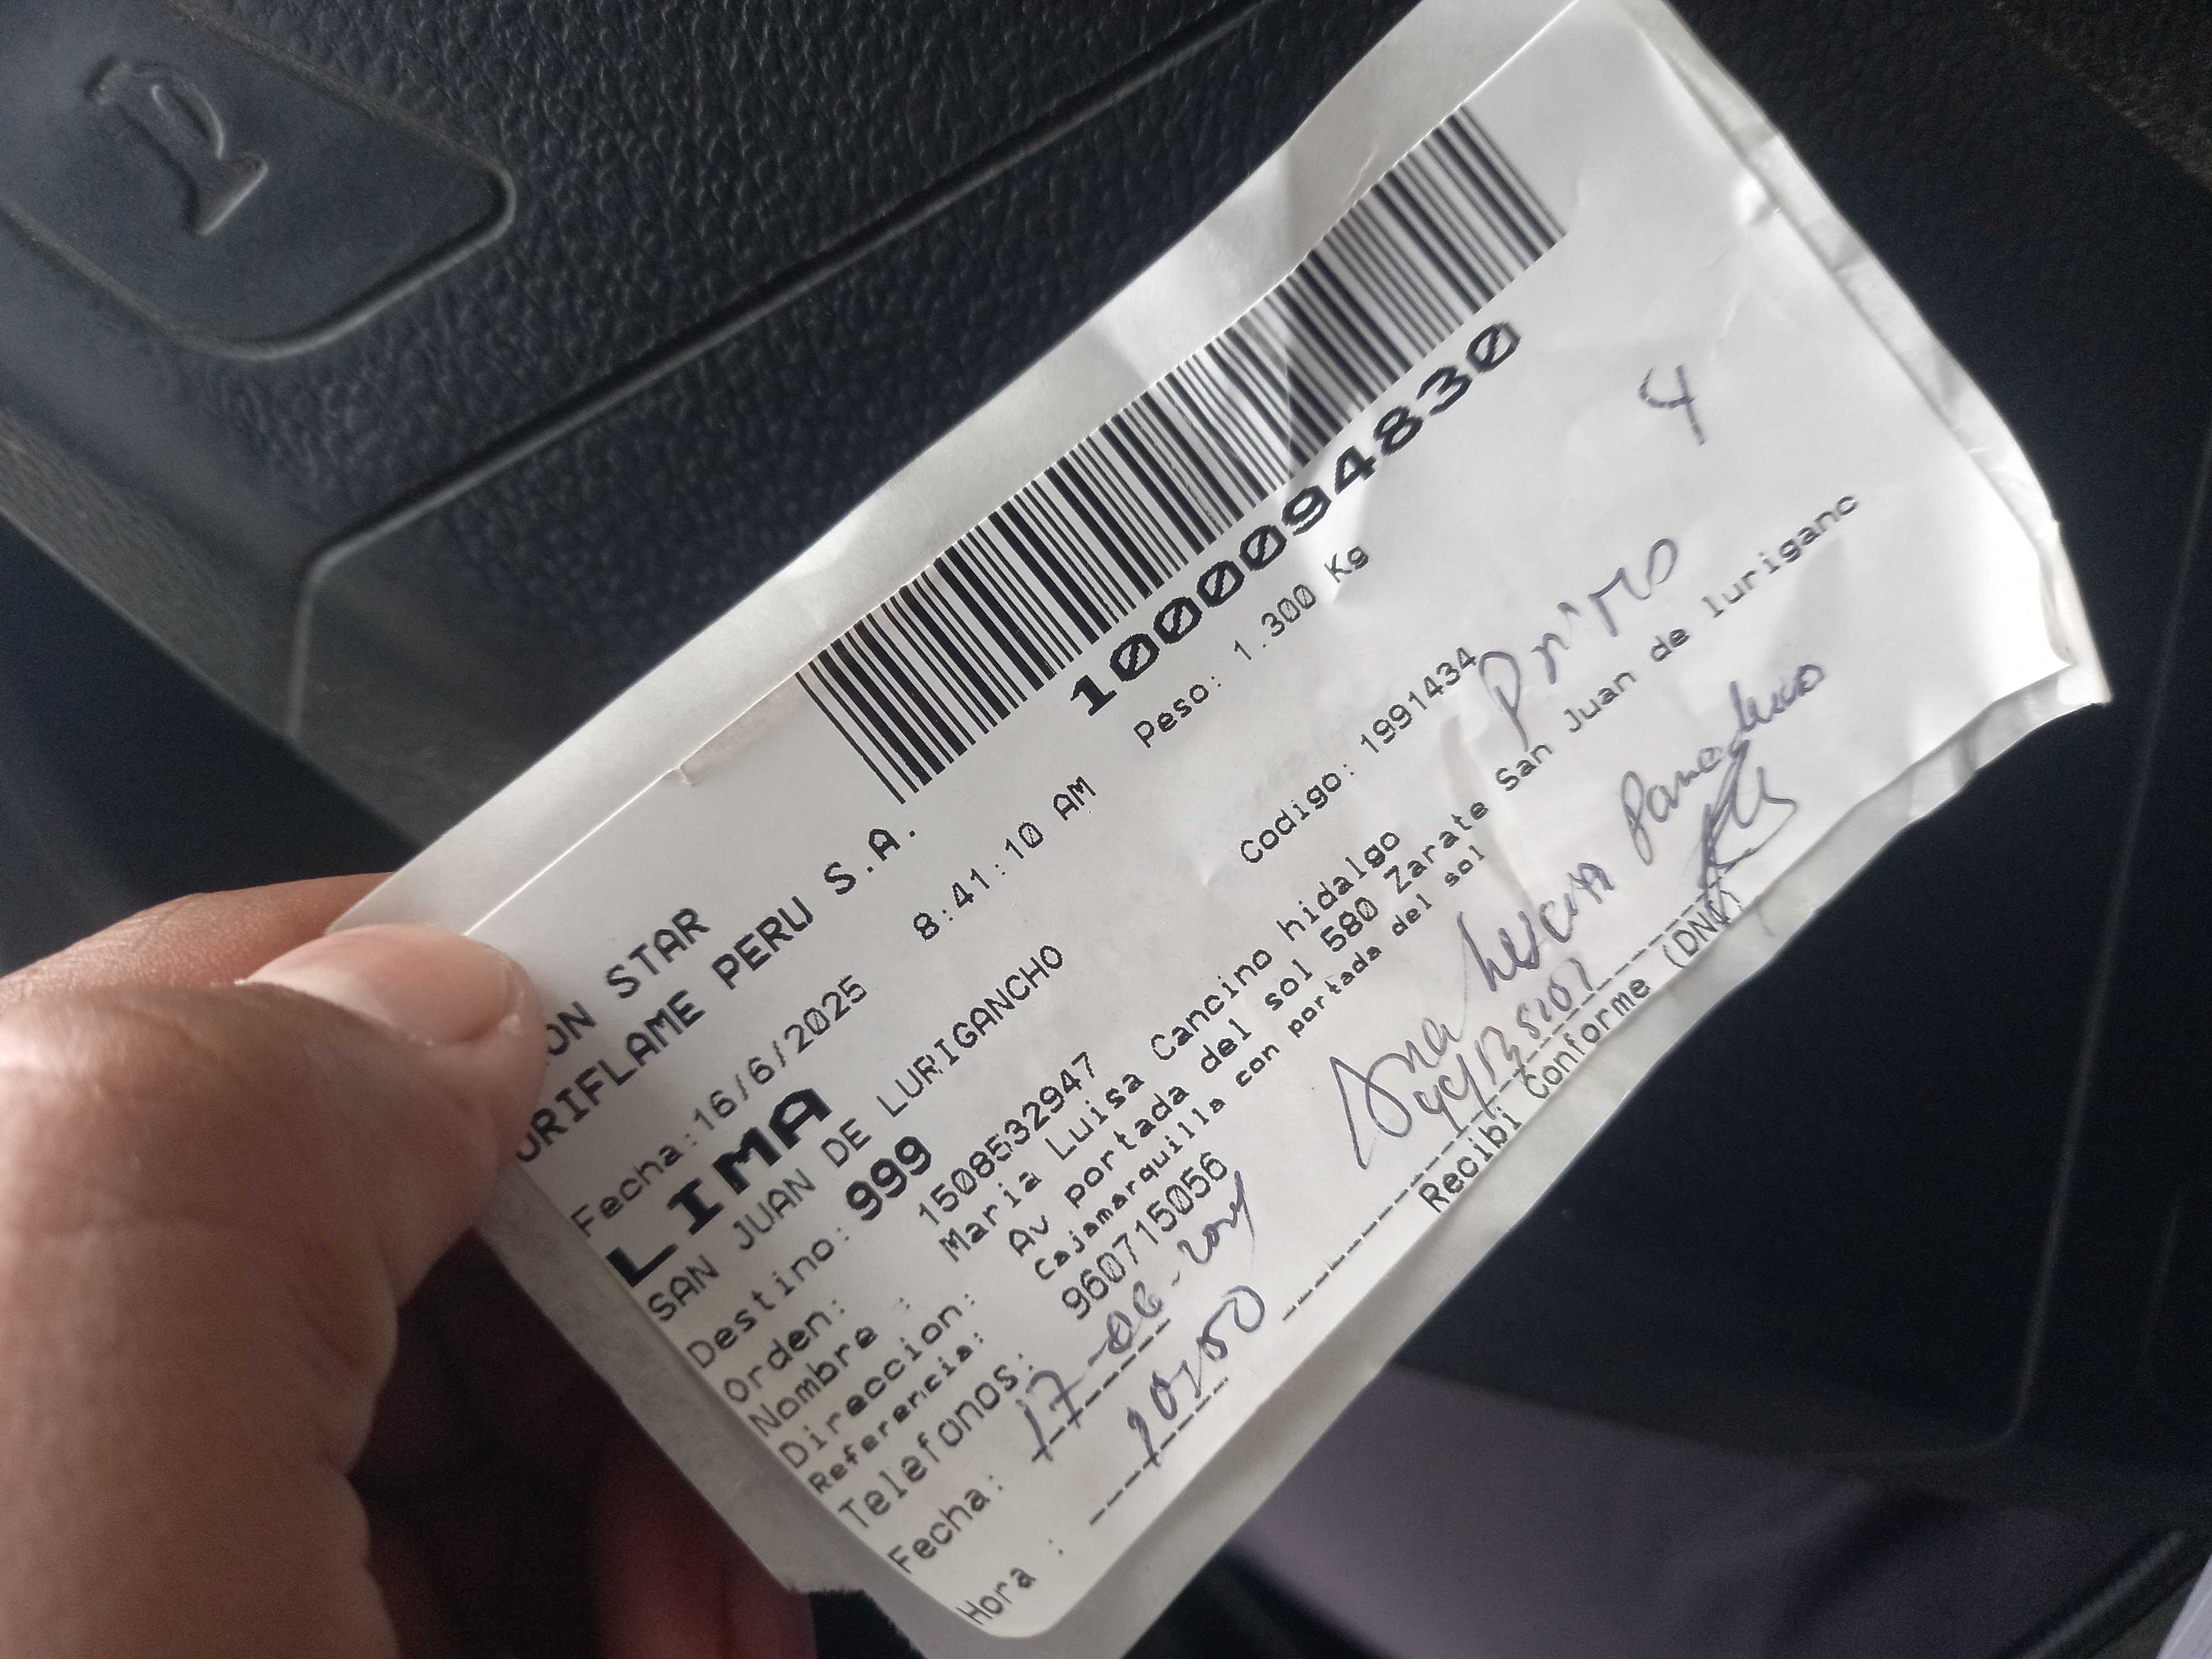 10000094830
ON STAR
ORIFLAME PERU S.A.
Fecha:16/6/2025 8:41:10 AM Peso: 1.300 Kg
LIMA
SAN JUAN DE LURIGANCHO
4
Destino: 999
Orden: 1508532947 Codigo: 1991434
Nombre : Maria Luisa Cancino hidalgo
Direccion: Av portada del sol 580 Zarate San Juan de luriganc
Referencia: Cajamarquilla con portada del sol
Telefonos: 960715056
Ana
Fecha: 17-06-2025
Hora : 10:50
Recibi Conforme (DNI)